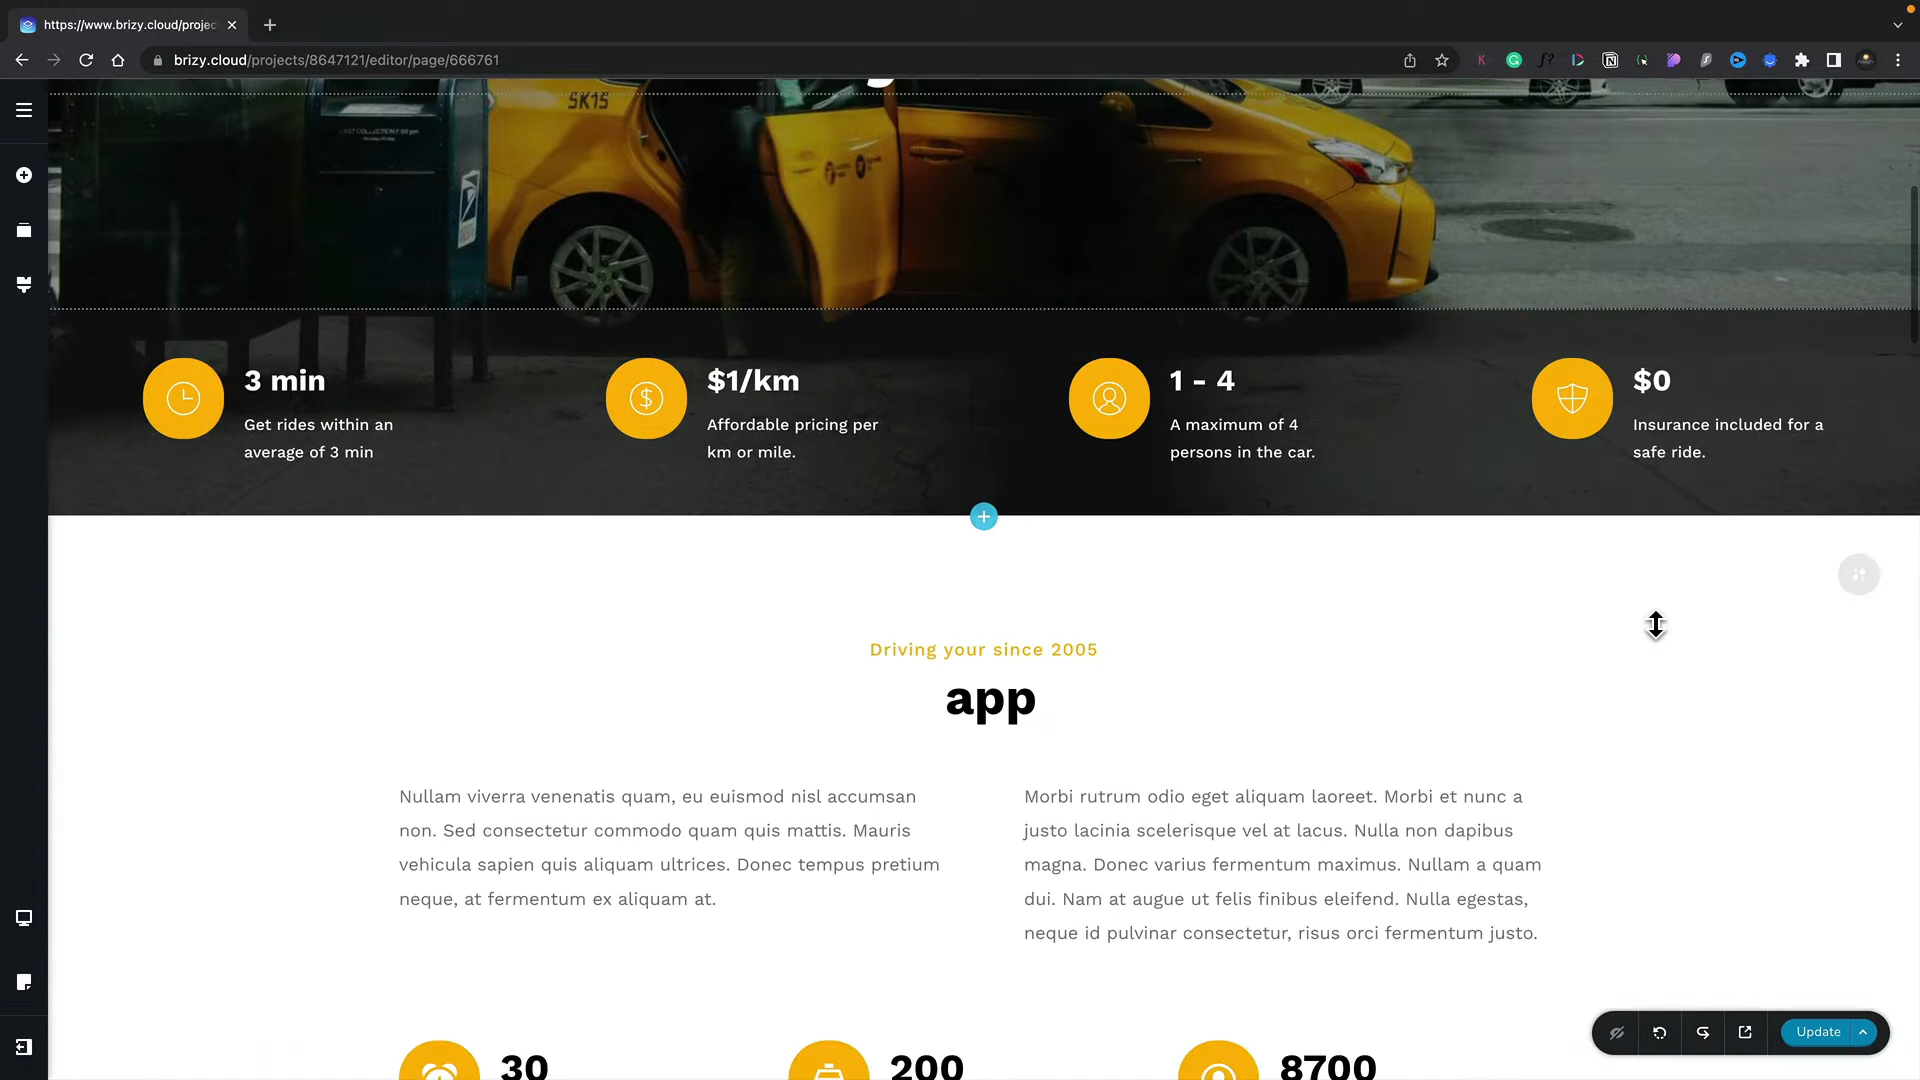 https://www.brizy.cloud/projec
brizy.cloud/projects/8647121/editor/page/666761
SK15
3 min
Get rides within an
average of 3 min
$1/km
Affordable pricing per
km or mile.
1 - 4
A maximum of 4
persons in the car.
$0
Insurance included for a
safe ride.
Driving your since 2005
app
Nullam viverra venenatis quam, eu euismod nisl accumsan
non. Sed consectetur commodo quam quis mattis. Mauris
vehicula sapien quis aliquam ultrices. Donec tempus pretium
neque, at fermentum ex aliquam at.
Morbi rutrum odio eget aliquam laoreet. Morbi et nunc a
justo lacinia scelerisque vel at lacus. Nulla non dapibus
magna. Donec varius fermentum maximus. Nullam a quam
dui. Nam at augue ut felis finibus eleifend. Nulla egestas,
neque id pulvinar consectetur, risus orci fermentum justo.
30
200
8700
Update